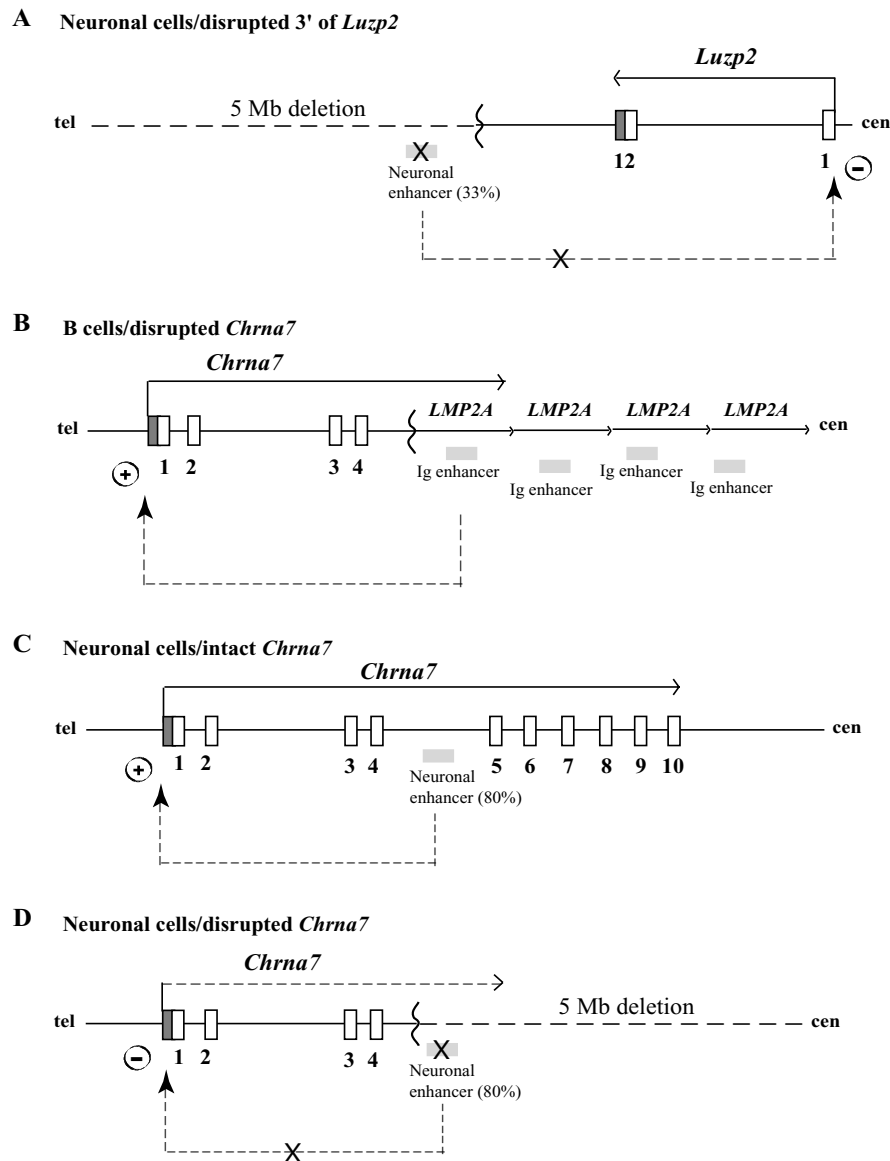 A Neuronal cells/disrupted 3' of Luzp2
Luzp2
tel 5 Mb deletion cen
12 1 −
X
Neuronal
enhancer (33%)
X
B B cells/disrupted Chrna7
Chrna7
LMP2A LMP2A LMP2A LMP2A
tel cen
1 2 3 4
+
Ig enhancer Ig enhancer Ig enhancer Ig enhancer
C Neuronal cells/intact Chrna7
Chrna7
tel cen
1 2 3 4 5 6 7 8 9 10
+
Neuronal
enhancer (80%)
D Neuronal cells/disrupted Chrna7
Chrna7
tel 5 Mb deletion cen
1 2 3 4
− X
Neuronal
enhancer (80%)
X